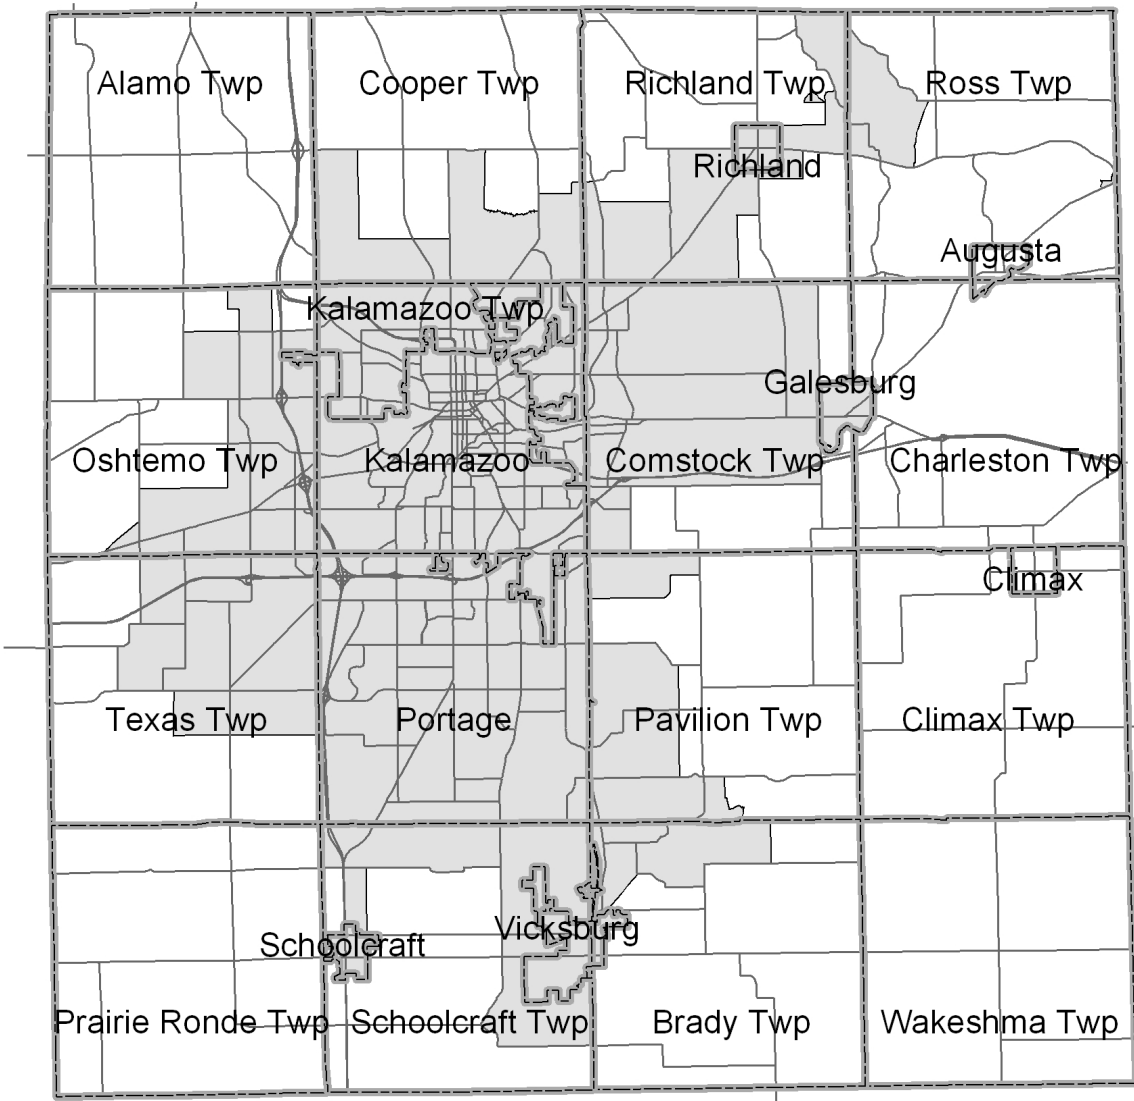 Alamo Twp
Cooper Twp
Richland Twp
Ross Twp
Richland
Augusta
Kalamazoo Twp
Galesburg
Oshtemo Twp
Kalamazoo
Comstock Twp
Charleston Twp
Climax
Texas Twp
Portage
Pavilion Twp
Climax Twp
Vicksburg
Schoolcraft
Prairie Ronde Twp
Schoolcraft Twp
Brady Twp
Wakeshma Twp